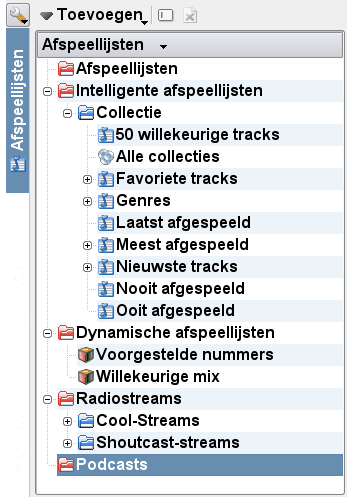 Toevoegen
Afspeellijsten
Afspeellijsten
Afspeellijsten
Intelligente afspeellijsten
Collectie
50 willekeurige tracks
Alle collecties
Favoriete tracks
Genres
Laatst afgespeeld
Meest afgespeeld
Nieuwste tracks
Nooit afgespeeld
Ooit afgespeeld
Dynamische afspeellijsten
Voorgestelde nummers
Willekeurige mix
Radiostreams
Cool-Streams
Shoutcast-streams
Podcasts